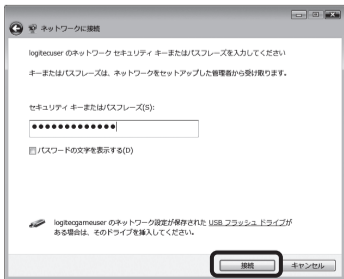 ネットワークに接続
logitecuser のネットワーク セキュリティ キーまたはパスフレーズを入力してください
キーまたはパスフレーズは、ネットワークをセットアップした管理者から受け取ります。
セキュリティ キーまたはパスフレーズ(S):
●●●●●●●●●●●●●
パスワードの文字を表示する(D)
logitecgameuser のネットワーク設定が保存された USB フラッシュ ドライブが
ある場合は、そのドライブを挿入してください。
接続
キャンセル